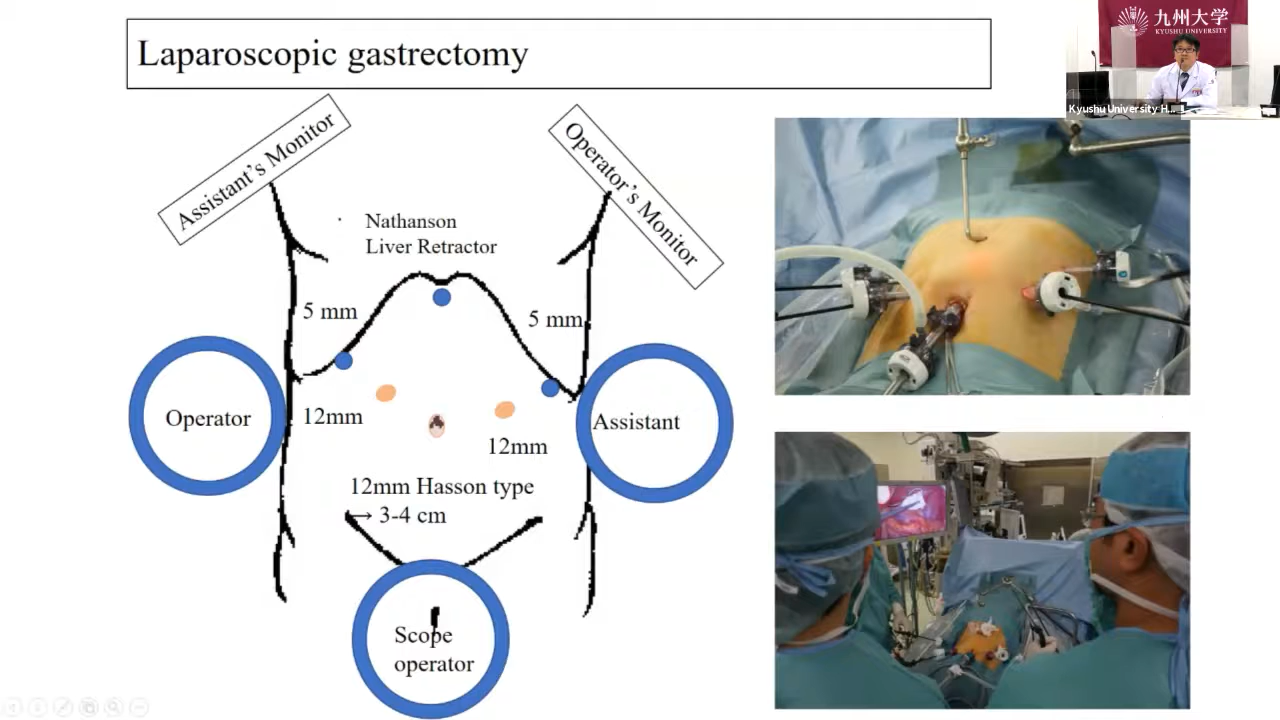 Laparoscopic gastrectomy
九州大学
KYUSHU UNIVERSITY
Kyushu University H...
Assistant's Monitor
Operator's Monitor
Nathanson
Liver Retractor
5 mm
5 mm
Operator
12mm
Assistant
12mm
12mm Hasson type
→ 3-4 cm
Scope
operator